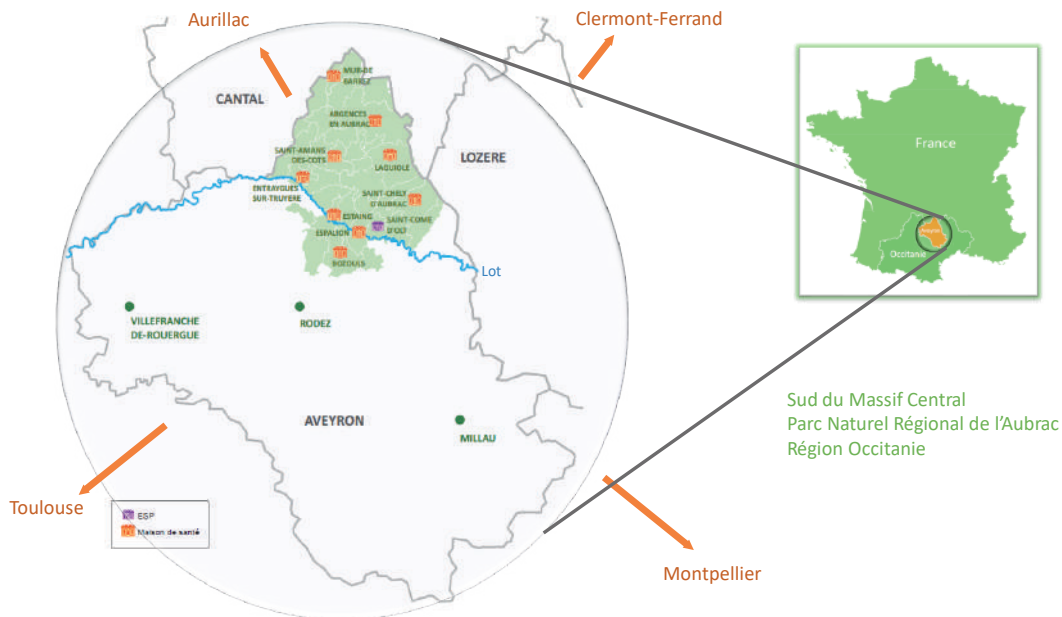 Aurillac
Clermont-Ferrand
CANTAL
MUR-DE
BARREZ
ARGENCES
EN AUBRAC
SAINT-AMANS
DES-COTS
LAGUIOLE
LOZERE
ENTRAYGUES
SUR-TRUYERE
SAINT-CHELY
D'AUBRAC
ESTAING
SAINT-COME
D'OLT
ESPALION
BOZOULS
Lot
VILLEFRANCHE
DE-ROUERGUE
RODEZ
AVEYRON
MILLAU
Toulouse
ESP
Maison de santé
Montpellier
France
Aveyron
Occitanie
Sud du Massif Central
Parc Naturel Régional de l'Aubrac
Région Occitanie